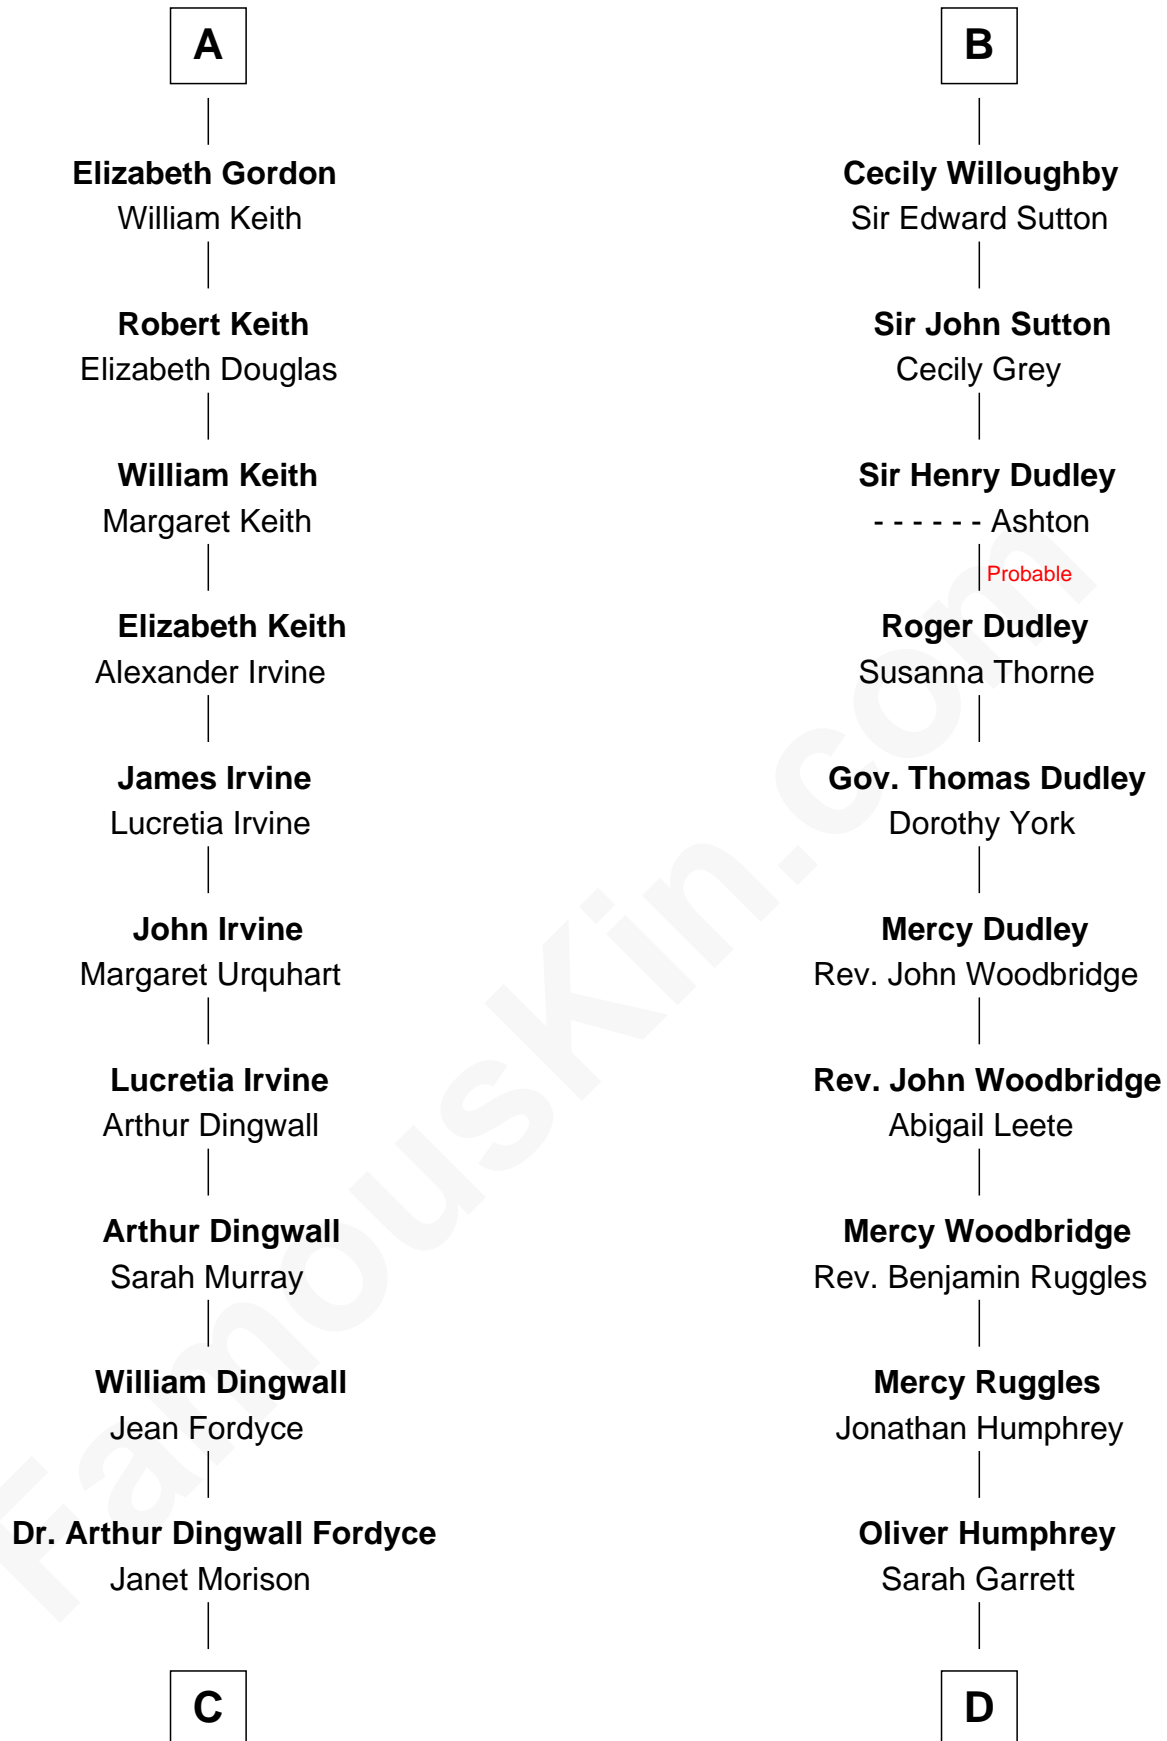 A
Elizabeth Gordon
William Keith
Robert Keith
Elizabeth Douglas
William Keith
Margaret Keith
Elizabeth Keith
Alexander Irvine
James Irvine
Lucretia Irvine
John Irvine
Margaret Urquhart
Lucretia Irvine
Arthur Dingwall
Arthur Dingwall
Sarah Murray
William Dingwall
Jean Fordyce
Dr. Arthur Dingwall Fordyce
Janet Morison
C
B
Cecily Willoughby
Sir Edward Sutton
Sir John Sutton
Cecily Grey
Sir Henry Dudley
- - - - - - Ashton
Probable
Roger Dudley
Susanna Thorne
Gov. Thomas Dudley
Dorothy York
Mercy Dudley
Rev. John Woodbridge
Rev. John Woodbridge
Abigail Leete
Mercy Woodbridge
Rev. Benjamin Ruggles
Mercy Ruggles
Jonathan Humphrey
Oliver Humphrey
Sarah Garrett
D
FamousKin.com